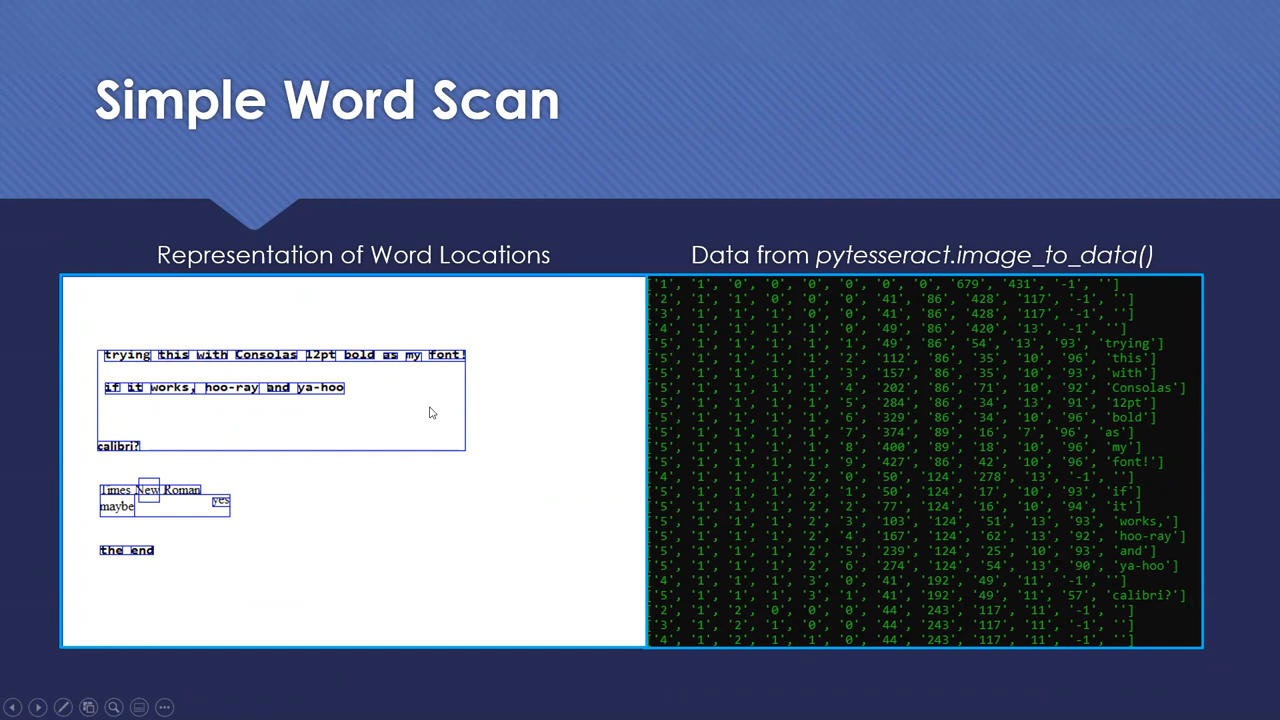 Simple Word Scan
Representation of Word Locations
trying this with Consolas 12pt bold as my font!
if it works, hoo-ray and ya-hoo
calibri?
Times New Roman
maybe yes
the end
Data from pytesseract.image_to_data()
['1', '1', '0', '0', '0', '0', '0', '679', '431', '-1', '']
['2', '1', '1', '0', '0', '0', '41', '86', '428', '117', '-1', '']
['3', '1', '1', '1', '0', '0', '41', '86', '428', '117', '-1', '']
['4', '1', '1', '1', '1', '0', '49', '86', '420', '13', '-1', '']
['5', '1', '1', '1', '1', '1', '49', '86', '54', '13', '93', 'trying']
['5', '1', '1', '1', '1', '2', '112', '86', '35', '10', '96', 'this']
['5', '1', '1', '1', '1', '3', '157', '86', '35', '10', '93', 'with']
['5', '1', '1', '1', '1', '4', '202', '86', '71', '10', '92', 'Consolas']
['5', '1', '1', '1', '1', '5', '284', '86', '34', '13', '91', '12pt']
['5', '1', '1', '1', '1', '6', '329', '86', '34', '10', '96', 'bold']
['5', '1', '1', '1', '1', '7', '374', '89', '16', '7', '96', 'as']
['5', '1', '1', '1', '1', '8', '400', '89', '18', '10', '96', 'my']
['5', '1', '1', '1', '1', '9', '427', '86', '42', '10', '96', 'font!']
['4', '1', '1', '1', '2', '0', '50', '124', '278', '13', '-1', '']
['5', '1', '1', '1', '2', '1', '50', '124', '17', '10', '93', 'if']
['5', '1', '1', '1', '2', '2', '77', '124', '16', '10', '94', 'it']
['5', '1', '1', '1', '2', '3', '103', '124', '51', '13', '93', 'works,']
['5', '1', '1', '1', '2', '4', '167', '124', '62', '13', '92', 'hoo-ray']
['5', '1', '1', '1', '2', '5', '239', '124', '25', '10', '93', 'and']
['5', '1', '1', '1', '2', '6', '274', '124', '54', '13', '90', 'ya-hoo']
['4', '1', '1', '1', '3', '0', '41', '192', '49', '11', '-1', '']
['5', '1', '1', '1', '3', '1', '41', '192', '49', '11', '57', 'calibri?']
['2', '1', '2', '0', '0', '0', '44', '243', '117', '11', '-1', '']
['3', '1', '2', '1', '0', '0', '44', '243', '117', '11', '-1', '']
['4', '1', '2', '1', '1', '0', '44', '243', '117', '11', '-1', '']